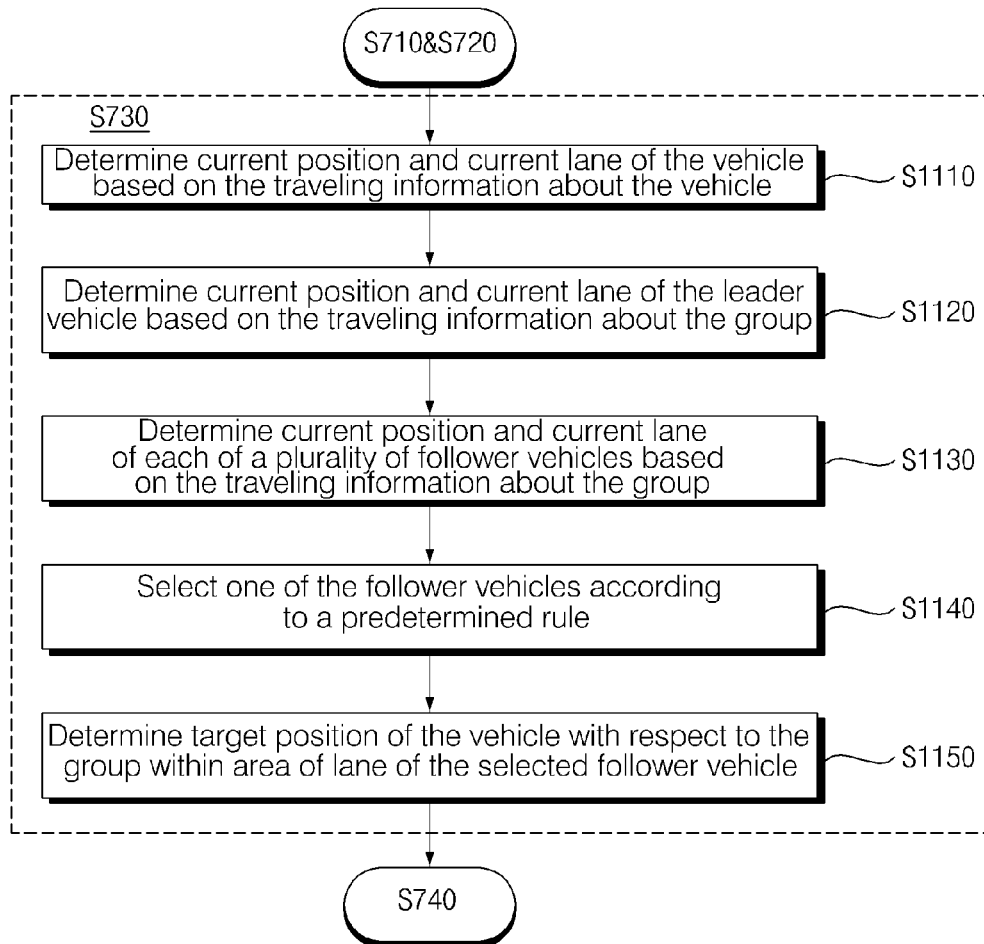 S710&S720
S730
Determine current position and current lane of the vehicle
based on the traveling information about the vehicle
S1110
Determine current position and current lane of the leader
vehicle based on the traveling information about the group
S1120
Determine current position and current lane
of each of a plurality of follower vehicles based
on the traveling information about the group
S1130
Select one of the follower vehicles according
to a predetermined rule
S1140
Determine target position of the vehicle with respect to the
group within area of lane of the selected follower vehicle
S1150
S740